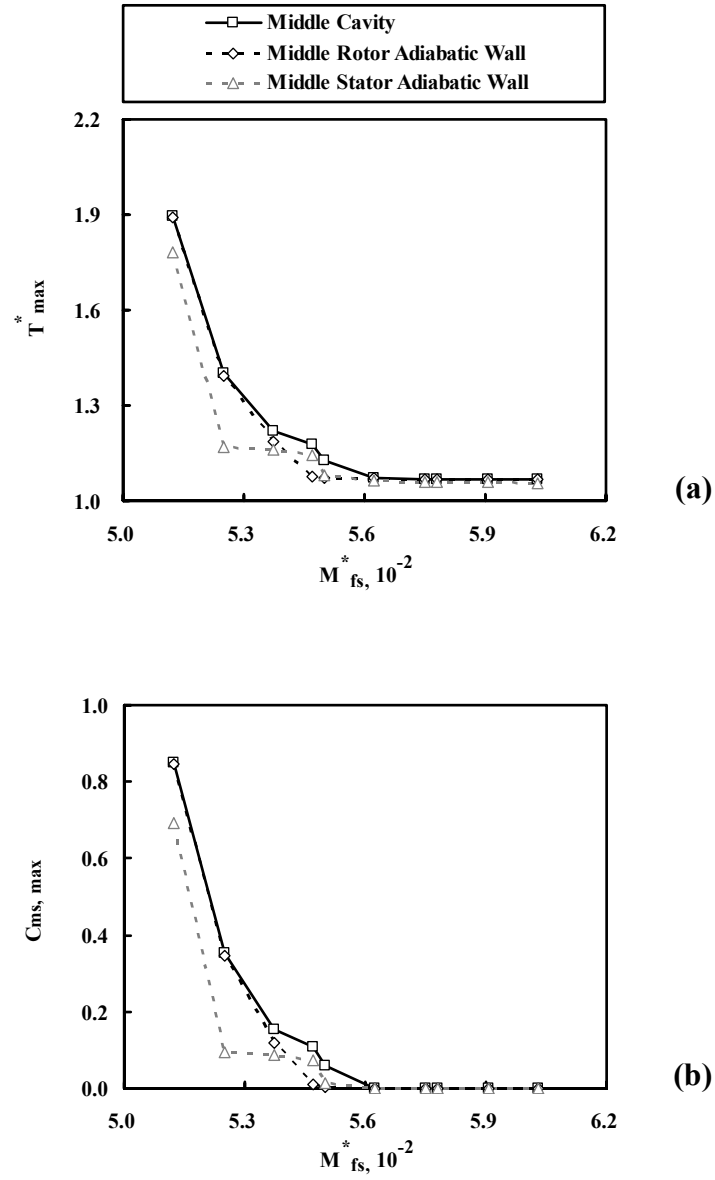 Middle Cavity
Middle Rotor Adiabatic Wall
Middle Stator Adiabatic Wall
2.2
1.9
1.6
1.3
1.0
T*max
5.0 5.3 5.6 5.9 6.2
M*fs, 10-2
(a)
1.0
0.8
0.6
0.4
0.2
0.0
Cms, max
5.0 5.3 5.6 5.9 6.2
M*fs, 10-2
(b)